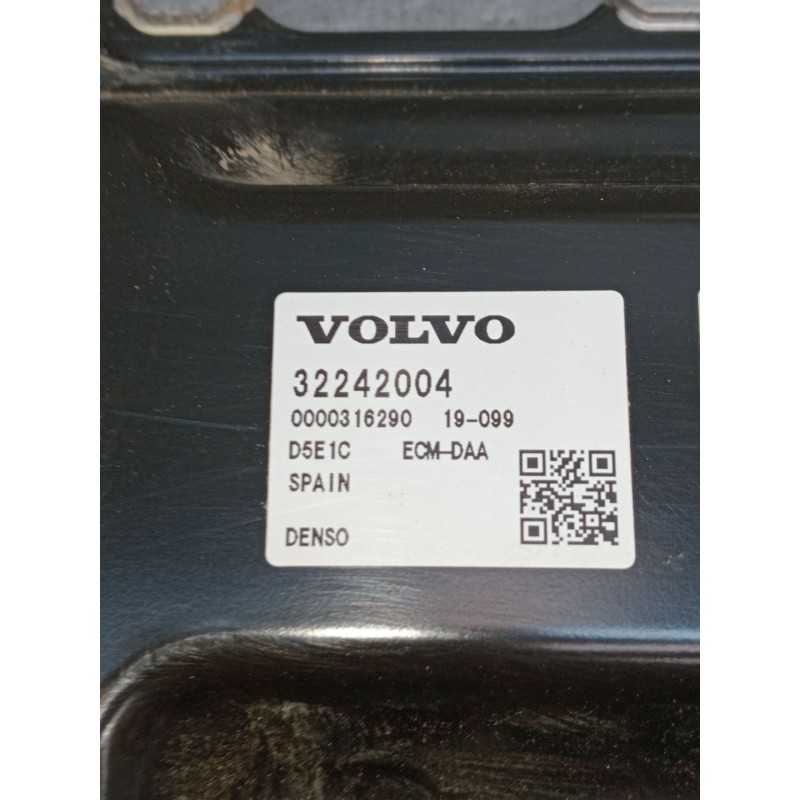 VOLVO
32242004
0000316290 19-099
D5E1C ECM-DAA
SPAIN
DENSO